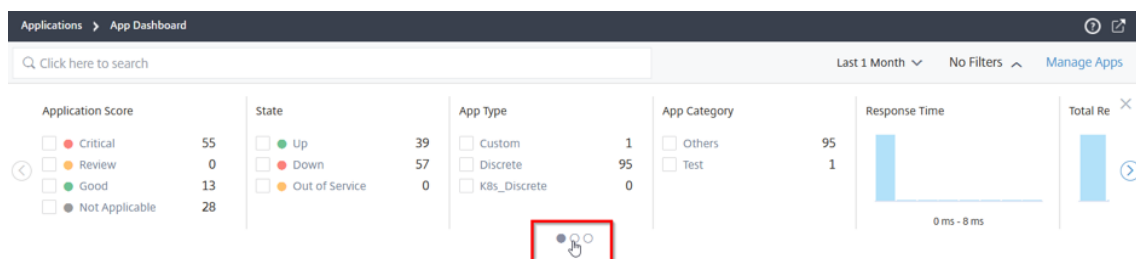 Applications > App Dashboard
Click here to search
Last 1 Month
No Filters
Manage Apps
Application Score
Critical 55
Review 0
Good 13
Not Applicable 28
State
Up 39
Down 57
Out of Service 0
App Type
Custom 1
Discrete 95
K8s_Discrete 0
App Category
Others 95
Test 1
Response Time
0 ms - 8 ms
Total Re